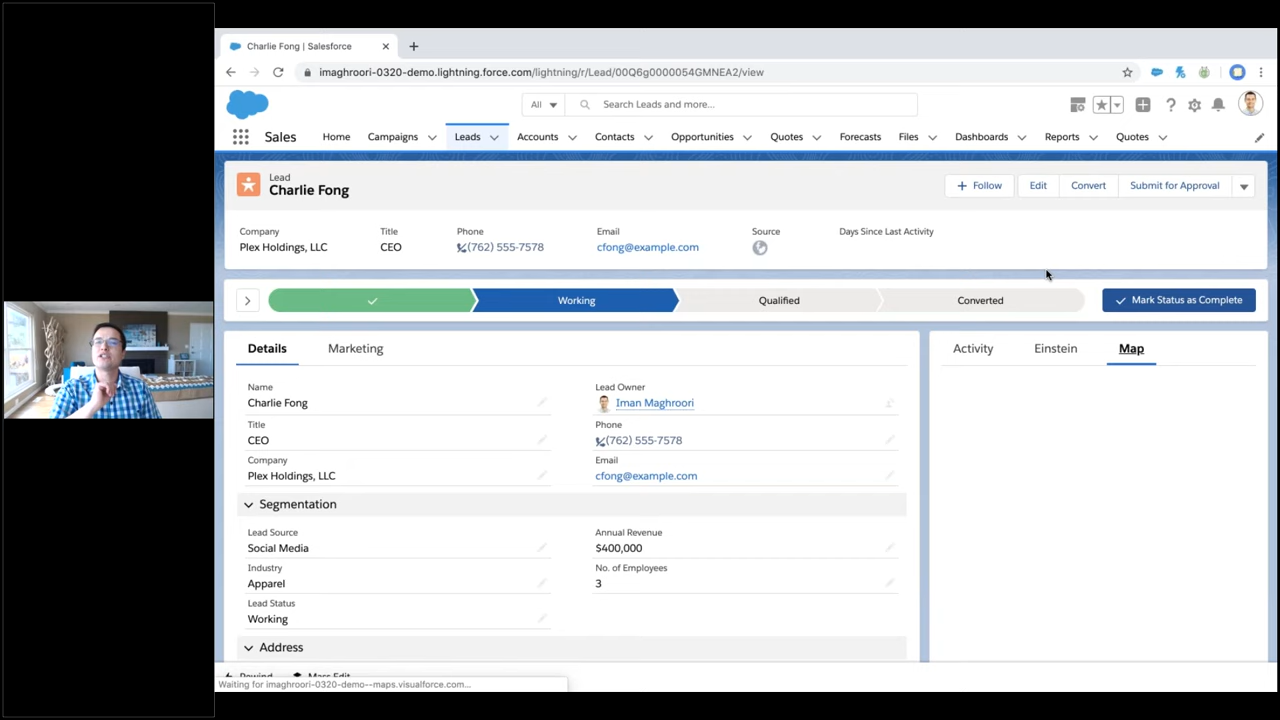 Charlie Fong | Salesforce
imaghroori-0320-demo.lightning.force.com/lightning/r/Lead/00Q6g0000054GMNEA2/view
All Search Leads and more...
Sales Home Campaigns Leads Accounts Contacts Opportunities Quotes Forecasts Files Dashboards Reports Quotes
Lead
Charlie Fong
Follow Edit Convert Submit for Approval
Company Title Phone Email Source Days Since Last Activity
Plex Holdings, LLC CEO (762) 555-7578 cfong@example.com
Working Qualified Converted Mark Status as Complete
Details Marketing
Activity Einstein Map
Name Lead Owner
Charlie Fong Iman Maghroori
Title Phone
CEO (762) 555-7578
Company Email
Plex Holdings, LLC cfong@example.com
Segmentation
Lead Source Annual Revenue
Social Media $400,000
Industry No. of Employees
Apparel 3
Lead Status
Working
Address
Rewind Mass Edit
Waiting for imaghroori-0320-demo--maps.visualforce.com...